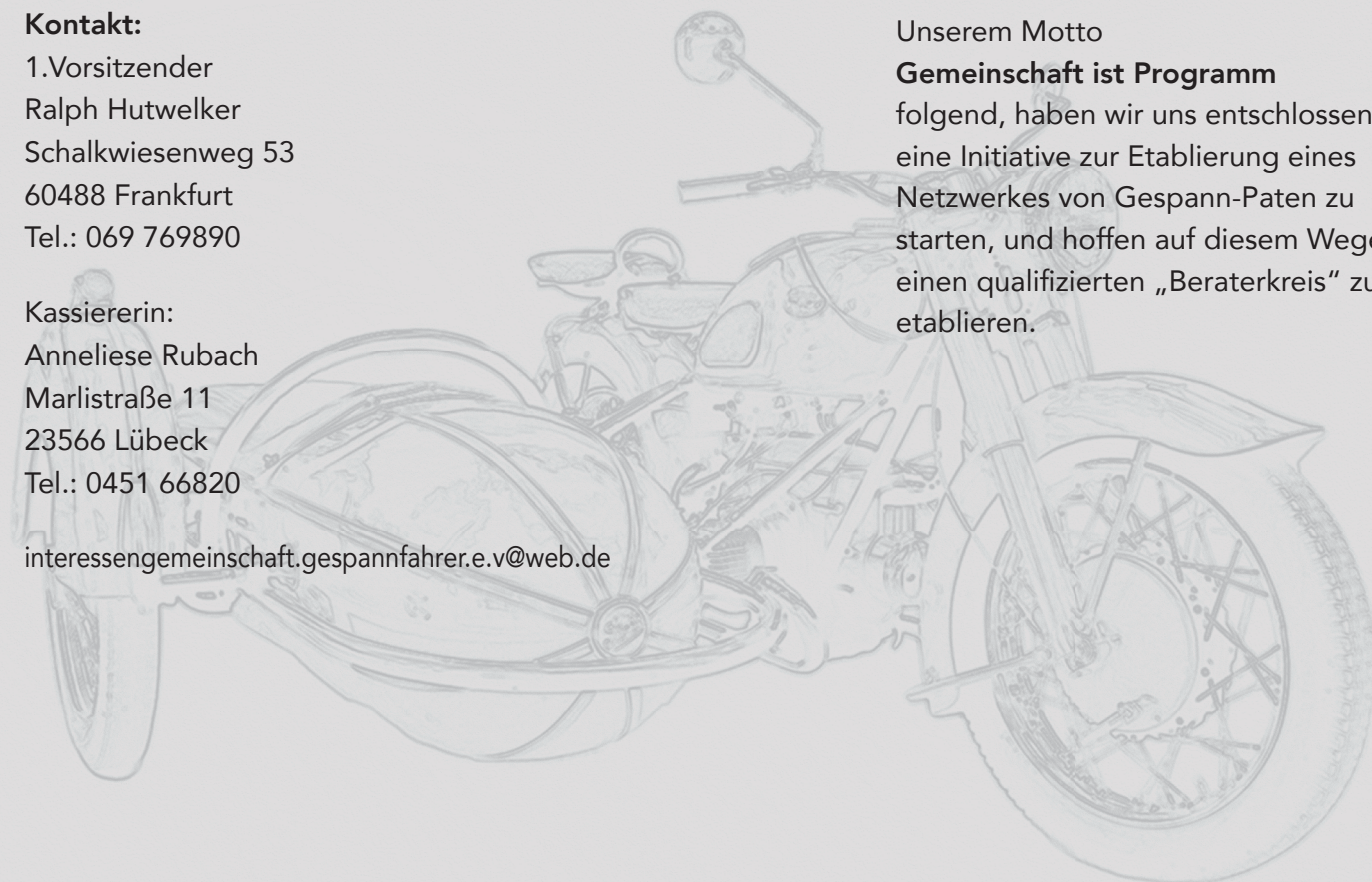 Kontakt:
1.Vorsitzender
Ralph Hutwelker
Schalkwiesenweg 53
60488 Frankfurt
Tel.: 069 769890
Kassiererin:
Anneliese Rubach
Marlistraße 11
23566 Lübeck
Tel.: 0451 66820
interessengemeinschaft.gespannfahrer.e.v@web.de
Unserem Motto
Gemeinschaft ist Programm
folgend, haben wir uns entschlossen
eine Initiative zur Etablierung eines
Netzwerkes von Gespann-Paten zu
starten, und hoffen auf diesem Wege
einen qualifizierten „Beraterkreis“ zu
etablieren.